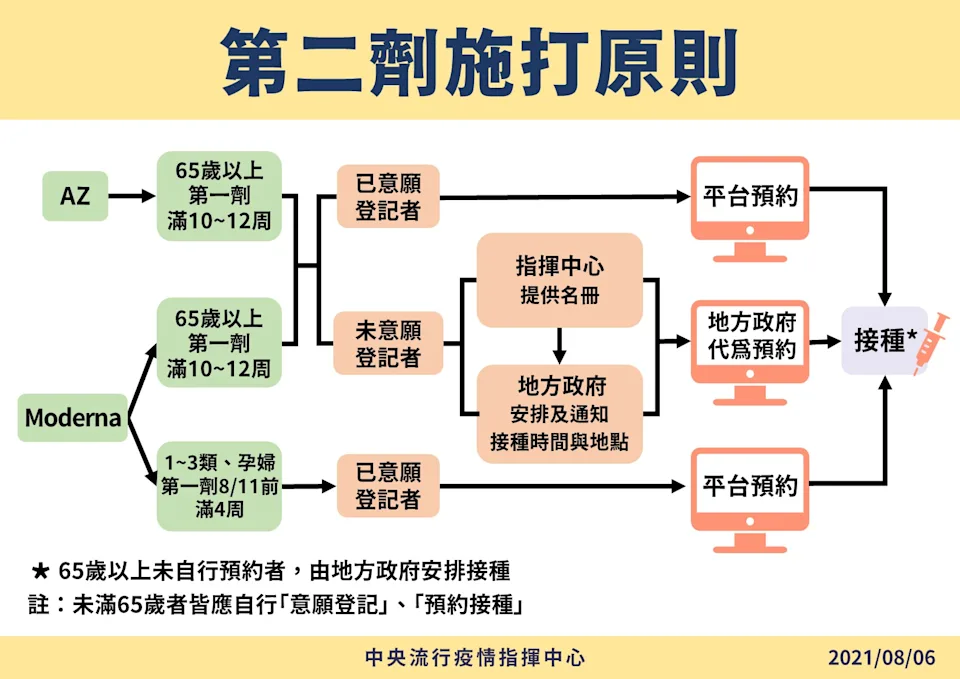 第二劑施打原則
AZ
65歲以上
第一劑
滿10~12周
已意願
登記者
平台預約
Moderna
65歲以上
第一劑
滿10~12周
未意願
登記者
指揮中心
提供名冊
地方政府
安排及通知
接種時間與地點
地方政府
代爲預約
接種*
1~3類、孕婦
第一劑8/11前
滿4周
已意願
登記者
平台預約
★ 65歲以上未自行預約者，由地方政府安排接種
註：未滿65歲者皆應自行「意願登記」、「預約接種」
中央流行疫情指揮中心
2021/08/06